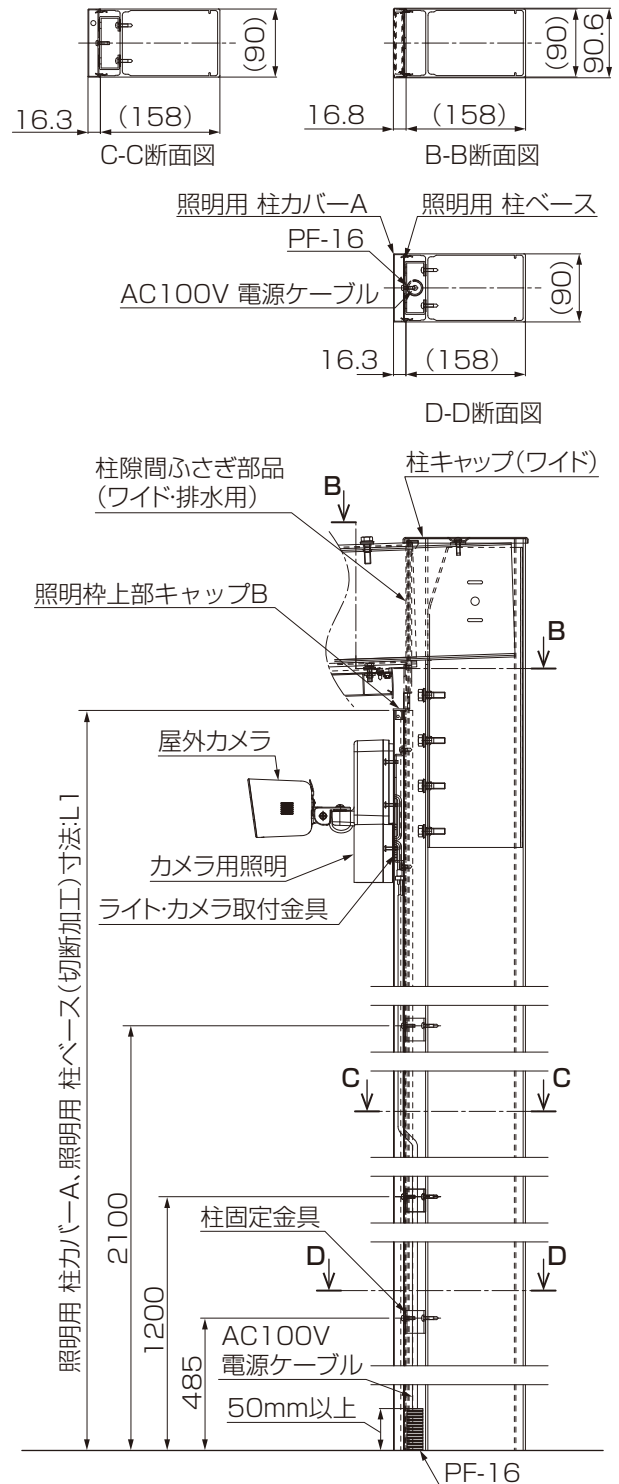 (90)
16.3
(158)
C-C断面図
(90)
90.6
16.8
(158)
B-B断面図
照明用 柱カバーA
照明用 柱ベース
PF-16
AC100V 電源ケーブル
(90)
16.3
(158)
D-D断面図
柱隙間ふさぎ部品
(ワイド・排水用)
柱キャップ(ワイド)
B
照明枠上部キャップB
B
屋外カメラ
カメラ用照明
ライト・カメラ取付金具
照明用 柱カバーA、照明用 柱ベース(切断加工)寸法:L1
2100
C
C
1200
柱固定金具
D
D
485
AC100V
電源ケーブル
50mm以上
PF-16